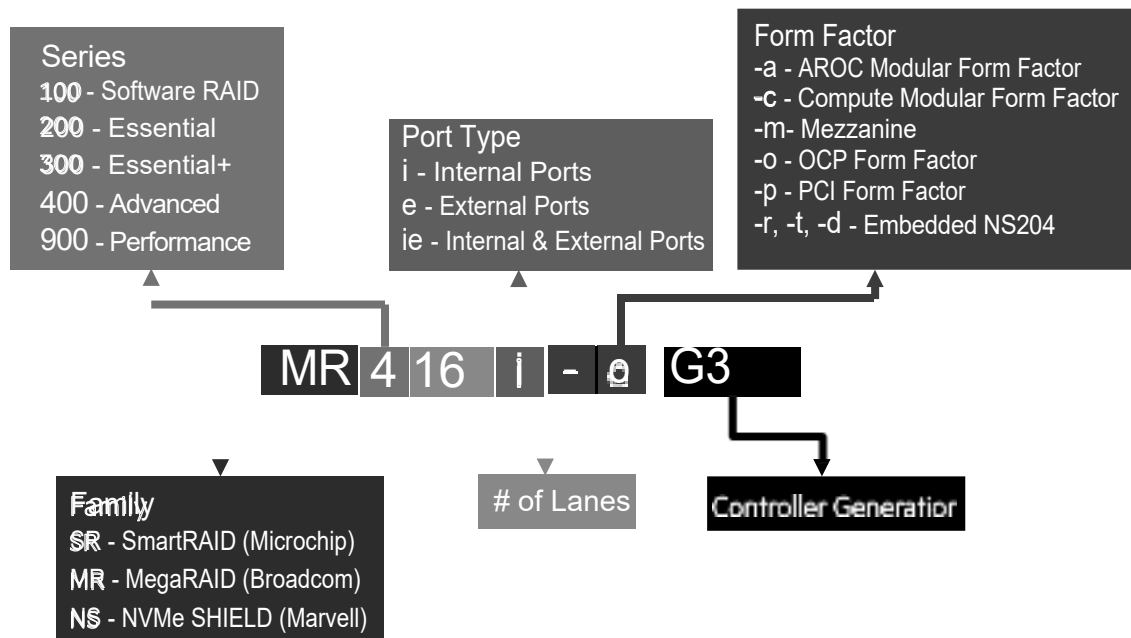 Series
100 - Software RAID
200 - Essential
300 - Essential+
400 - Advanced
900 - Performance
Port Type
i - Internal Ports
e - External Ports
ie - Internal & External Ports
Form Factor
-a - AROC Modular Form Factor
-c - Compute Modular Form Factor
-m- Mezzanine
-o - OCP Form Factor
-p - PCI Form Factor
-r, -t, -d - Embedded NS204
MR 4 16 i - o G3
Family
SR - SmartRAID (Microchip)
MR - MegaRAID (Broadcom)
NS - NVMe SHIELD (Marvell)
# of Lanes
Controller Generation